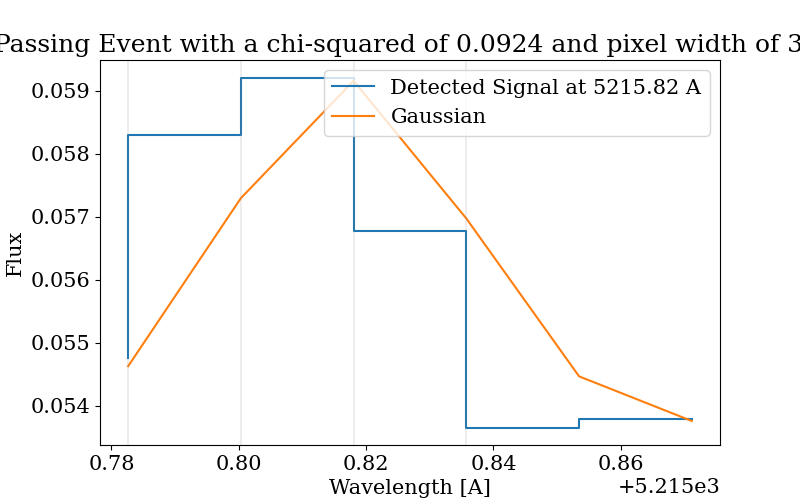 Passing Event with a chi-squared of 0.0924 and pixel width of 3
Detected Signal at 5215.82 A
Gaussian
0.059
0.058
0.057
0.056
0.055
0.054
Flux
0.78
0.80
0.82
0.84
0.86
Wavelength [A]
+5.215e3